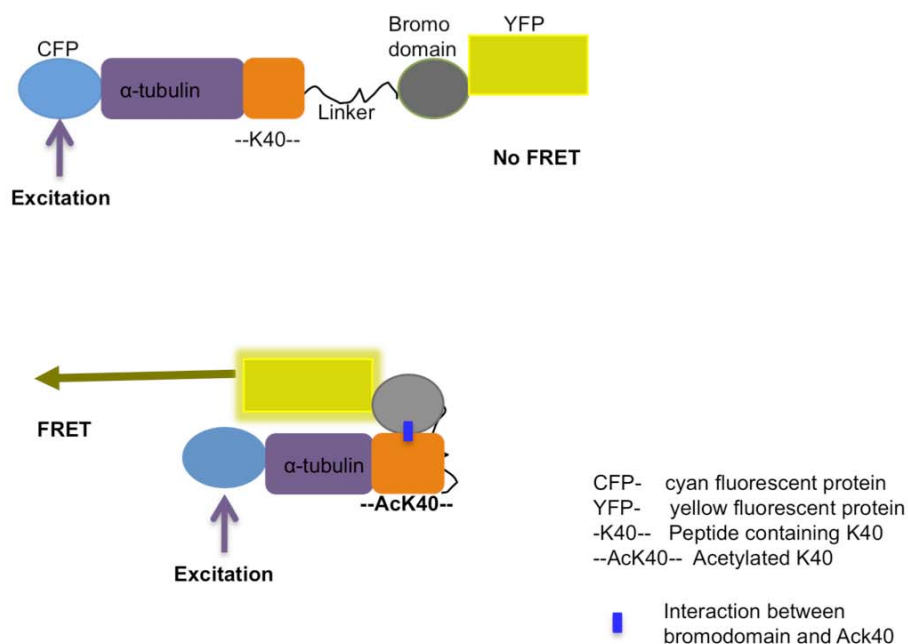 Bromo
domain
YFP
CFP
α-tubulin
Linker
--K40--
No FRET
Excitation
FRET
α-tubulin
--AcK40--
Excitation
CFP- cyan fluorescent protein
YFP- yellow fluorescent protein
-K40-- Peptide containing K40
--AcK40-- Acetylated K40
Interaction between
bromodomain and Ack40